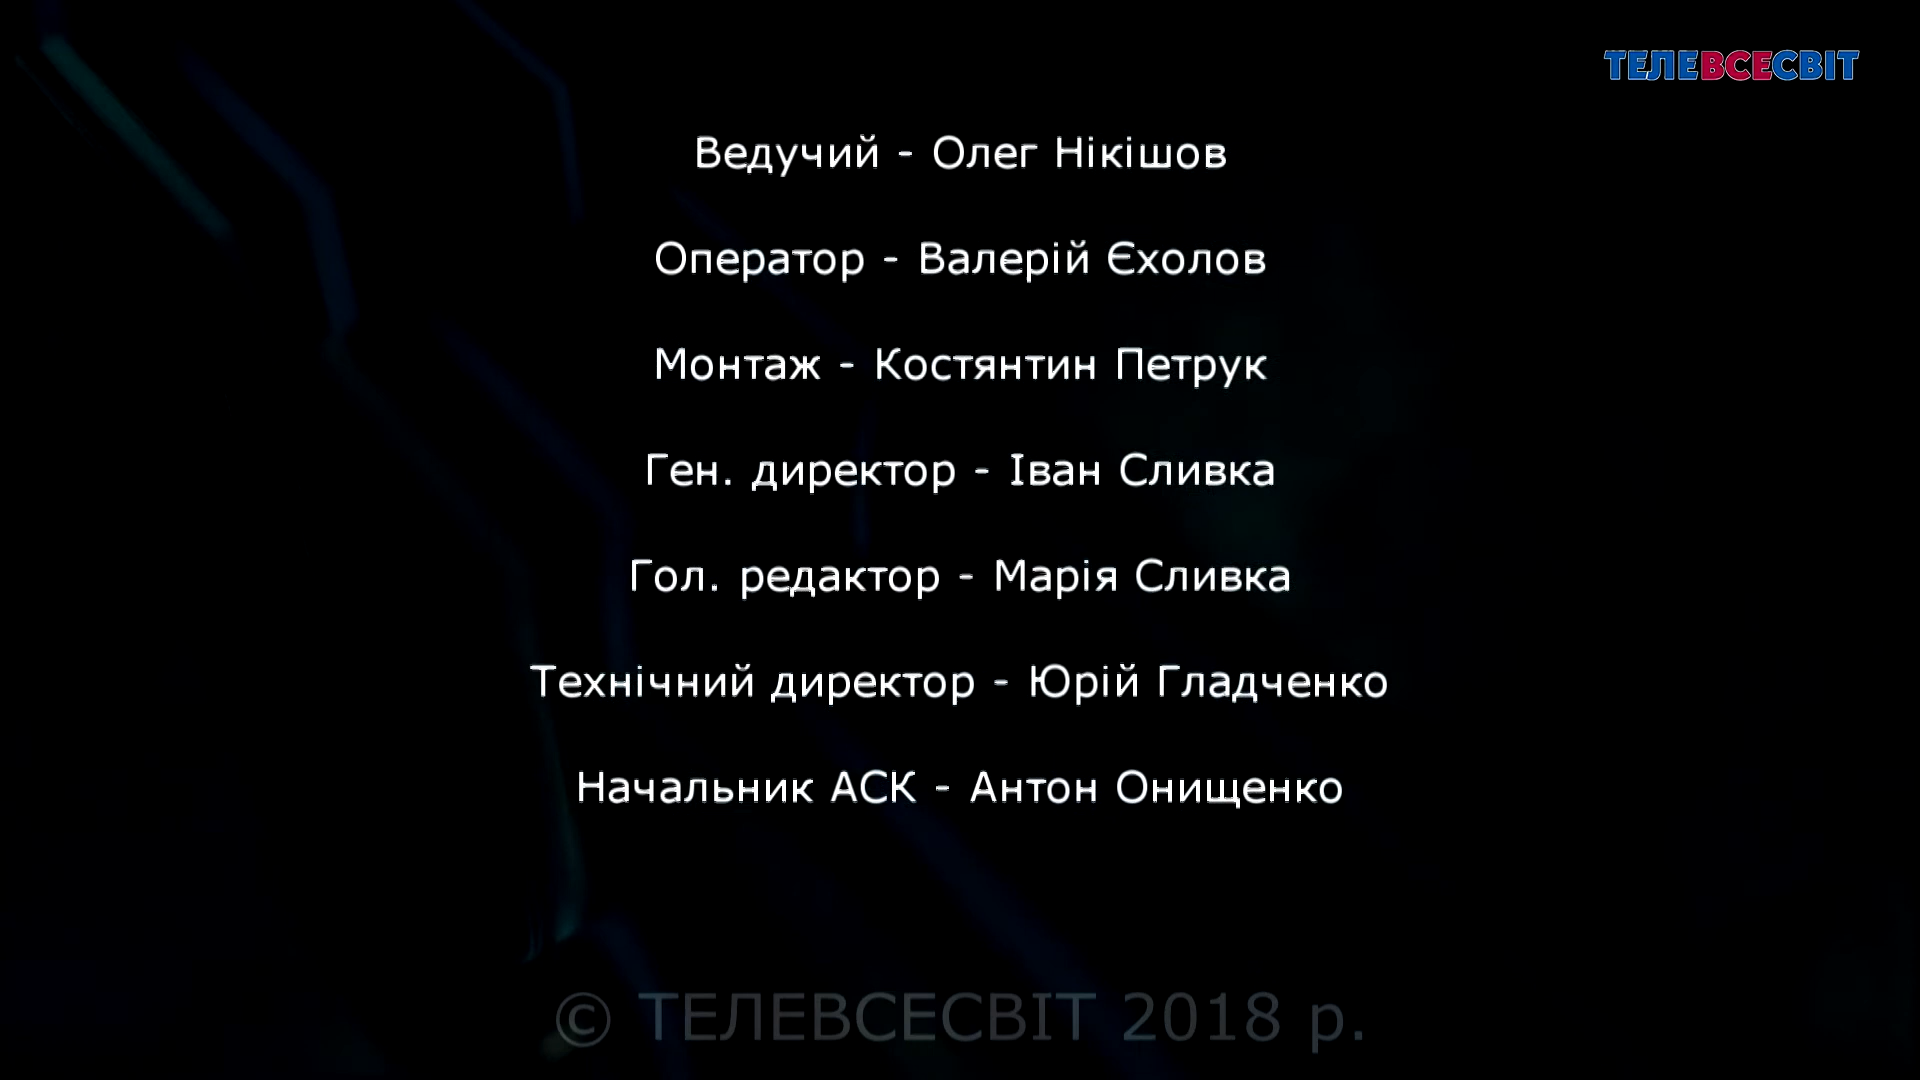 ТЕЛЕВСЕСВІТ
Ведучий - Олег Нікішов
Оператор - Валерій Єхолов
Монтаж - Костянтин Петрук
Ген. директор - Іван Сливка
Гол. редактор - Марія Сливка
Технічний директор - Юрій Гладченко
Начальник АСК - Антон Онищенко
© ТЕЛЕВСЕСВІТ 2018 р.